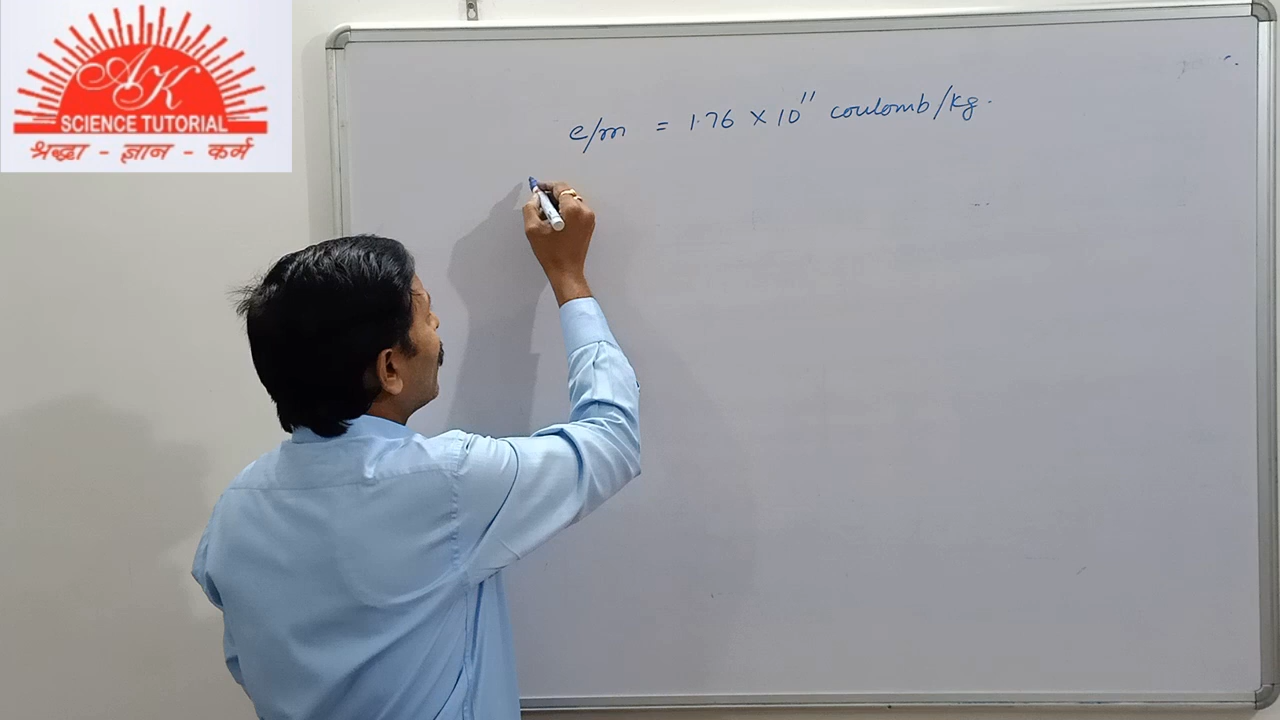 AK
SCIENCE TUTORIAL
श्रद्धा - ज्ञान - कर्म
e/m = 1.76 × 10¹¹ coulomb/kg.